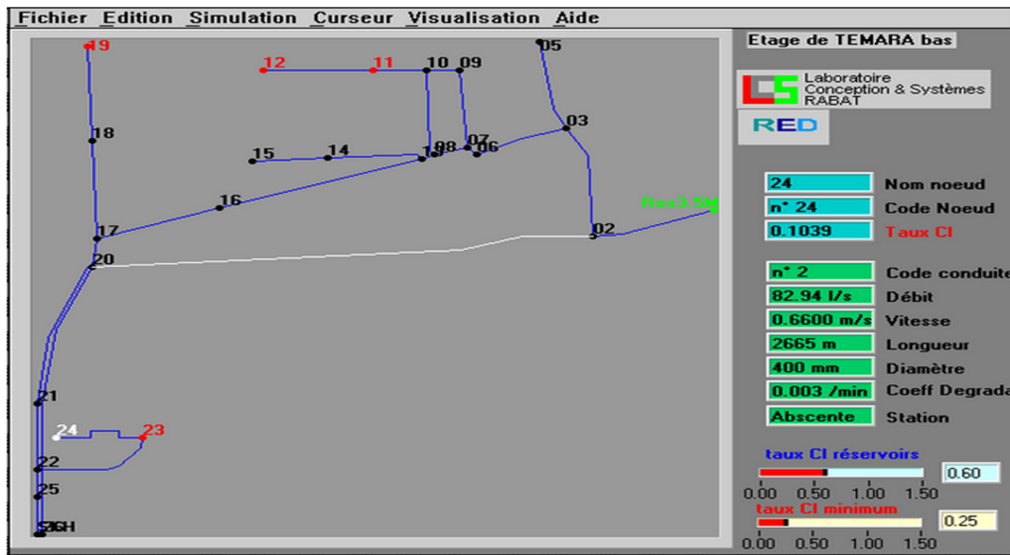 Fichier Edition Simulation Curseur Visualisation Aide
Etage de TEMARA bas
Laboratoire
Conception & Systèmes
RABAT
LCS
RED
19
12
11
10
09
05
03
18
15
14
08
07
06
16
Res3.5M
17
02
20
21
24
23
22
25
24 Nom noeud
n° 24 Code Noeud
0.1039 Taux Cl
n° 2 Code conduite
82.94 l/s Débit
0.6600 m/s Vitesse
2665 m Longueur
400 mm Diamètre
0.003 /min Coeff Degrada
Abscente Station
taux Cl réservoirs
0.60
0.00 0.50 1.00 1.50
taux Cl minimum
0.25
0.00 0.50 1.00 1.50